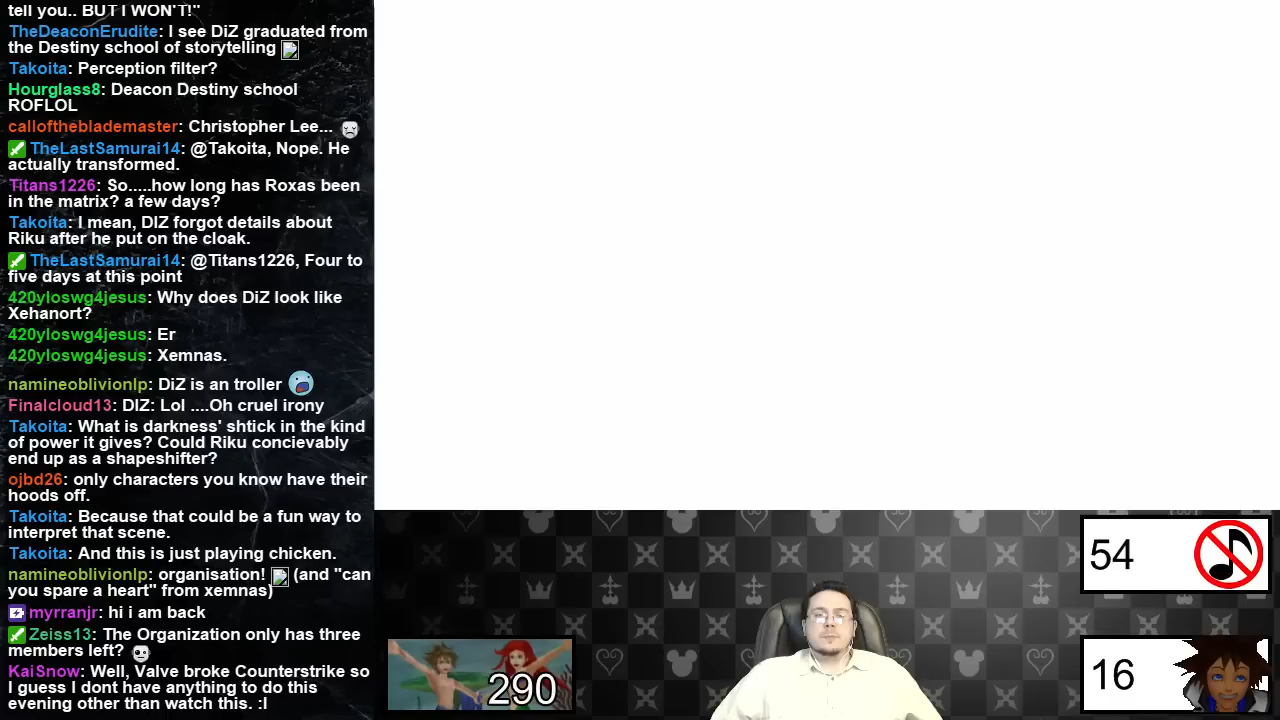 tell you.. BUT I WON'T!"
TheDeaconErudite: I see DiZ graduated from
the Destiny school of storytelling
Takoita: Perception filter?
Hourglass8: Deacon Destiny school
ROFLOL
calloftheblademaster: Christopher Lee...
TheLastSamurai14: @Takoita, Nope. He
actually transformed.
Titans1226: So.....how long has Roxas been
in the matrix? a few days?
Takoita: I mean, DIZ forgot details about
Riku after he put on the cloak.
TheLastSamurai14: @Titans1226, Four to
five days at this point
420yloswg4jesus: Why does DiZ look like
Xehanort?
420yloswg4jesus: Er
420yloswg4jesus: Xemnas.
namineoblivionlp: DiZ is an troller
Finalcloud13: DIZ: Lol ....Oh cruel irony
Takoita: What is darkness' shtick in the kind
of power it gives? Could Riku concievably
end up as a shapeshifter?
ojbd26: only characters you know have their
hoods off.
Takoita: Because that could be a fun way to
interpret that scene.
Takoita: And this is just playing chicken.
namineoblivionlp: organisation! (and "can
you spare a heart" from xemnas)
myrranjr: hi i am back
Zeiss13: The Organization only has three
members left?
KaiSnow: Well, Valve broke Counterstrike so
I guess I dont have anything to do this
evening other than watch this. :l
54
290
16